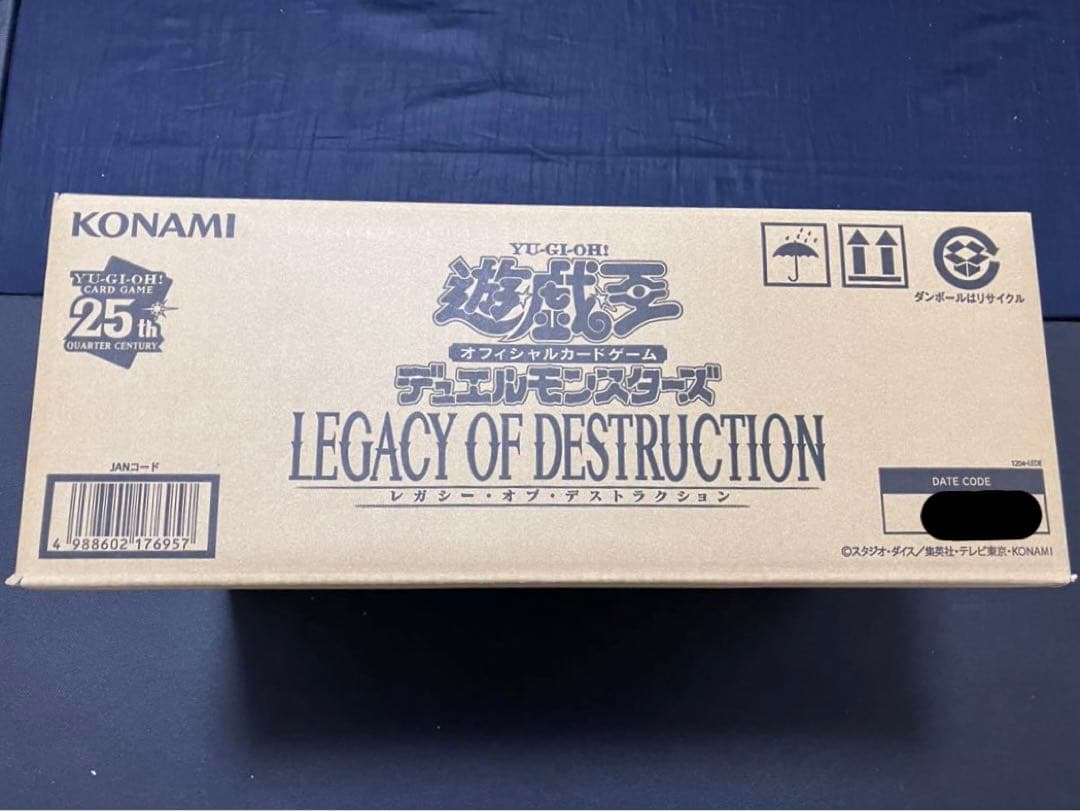 KONAMI
YU-GI-OH!
CARD GAME
25th
QUARTER CENTURY
YU-GI-OH!
遊戯王
オフィシャルカードゲーム
デュエルモンスターズ
LEGACY OF DESTRUCTION
レガシー・オブ・デストラクション
ダンボールはリサイクル
JANコード
4 988602 176957
1204-LEDE
DATE CODE
©スタジオ・ダイス/集英社・テレビ東京・KONAMI